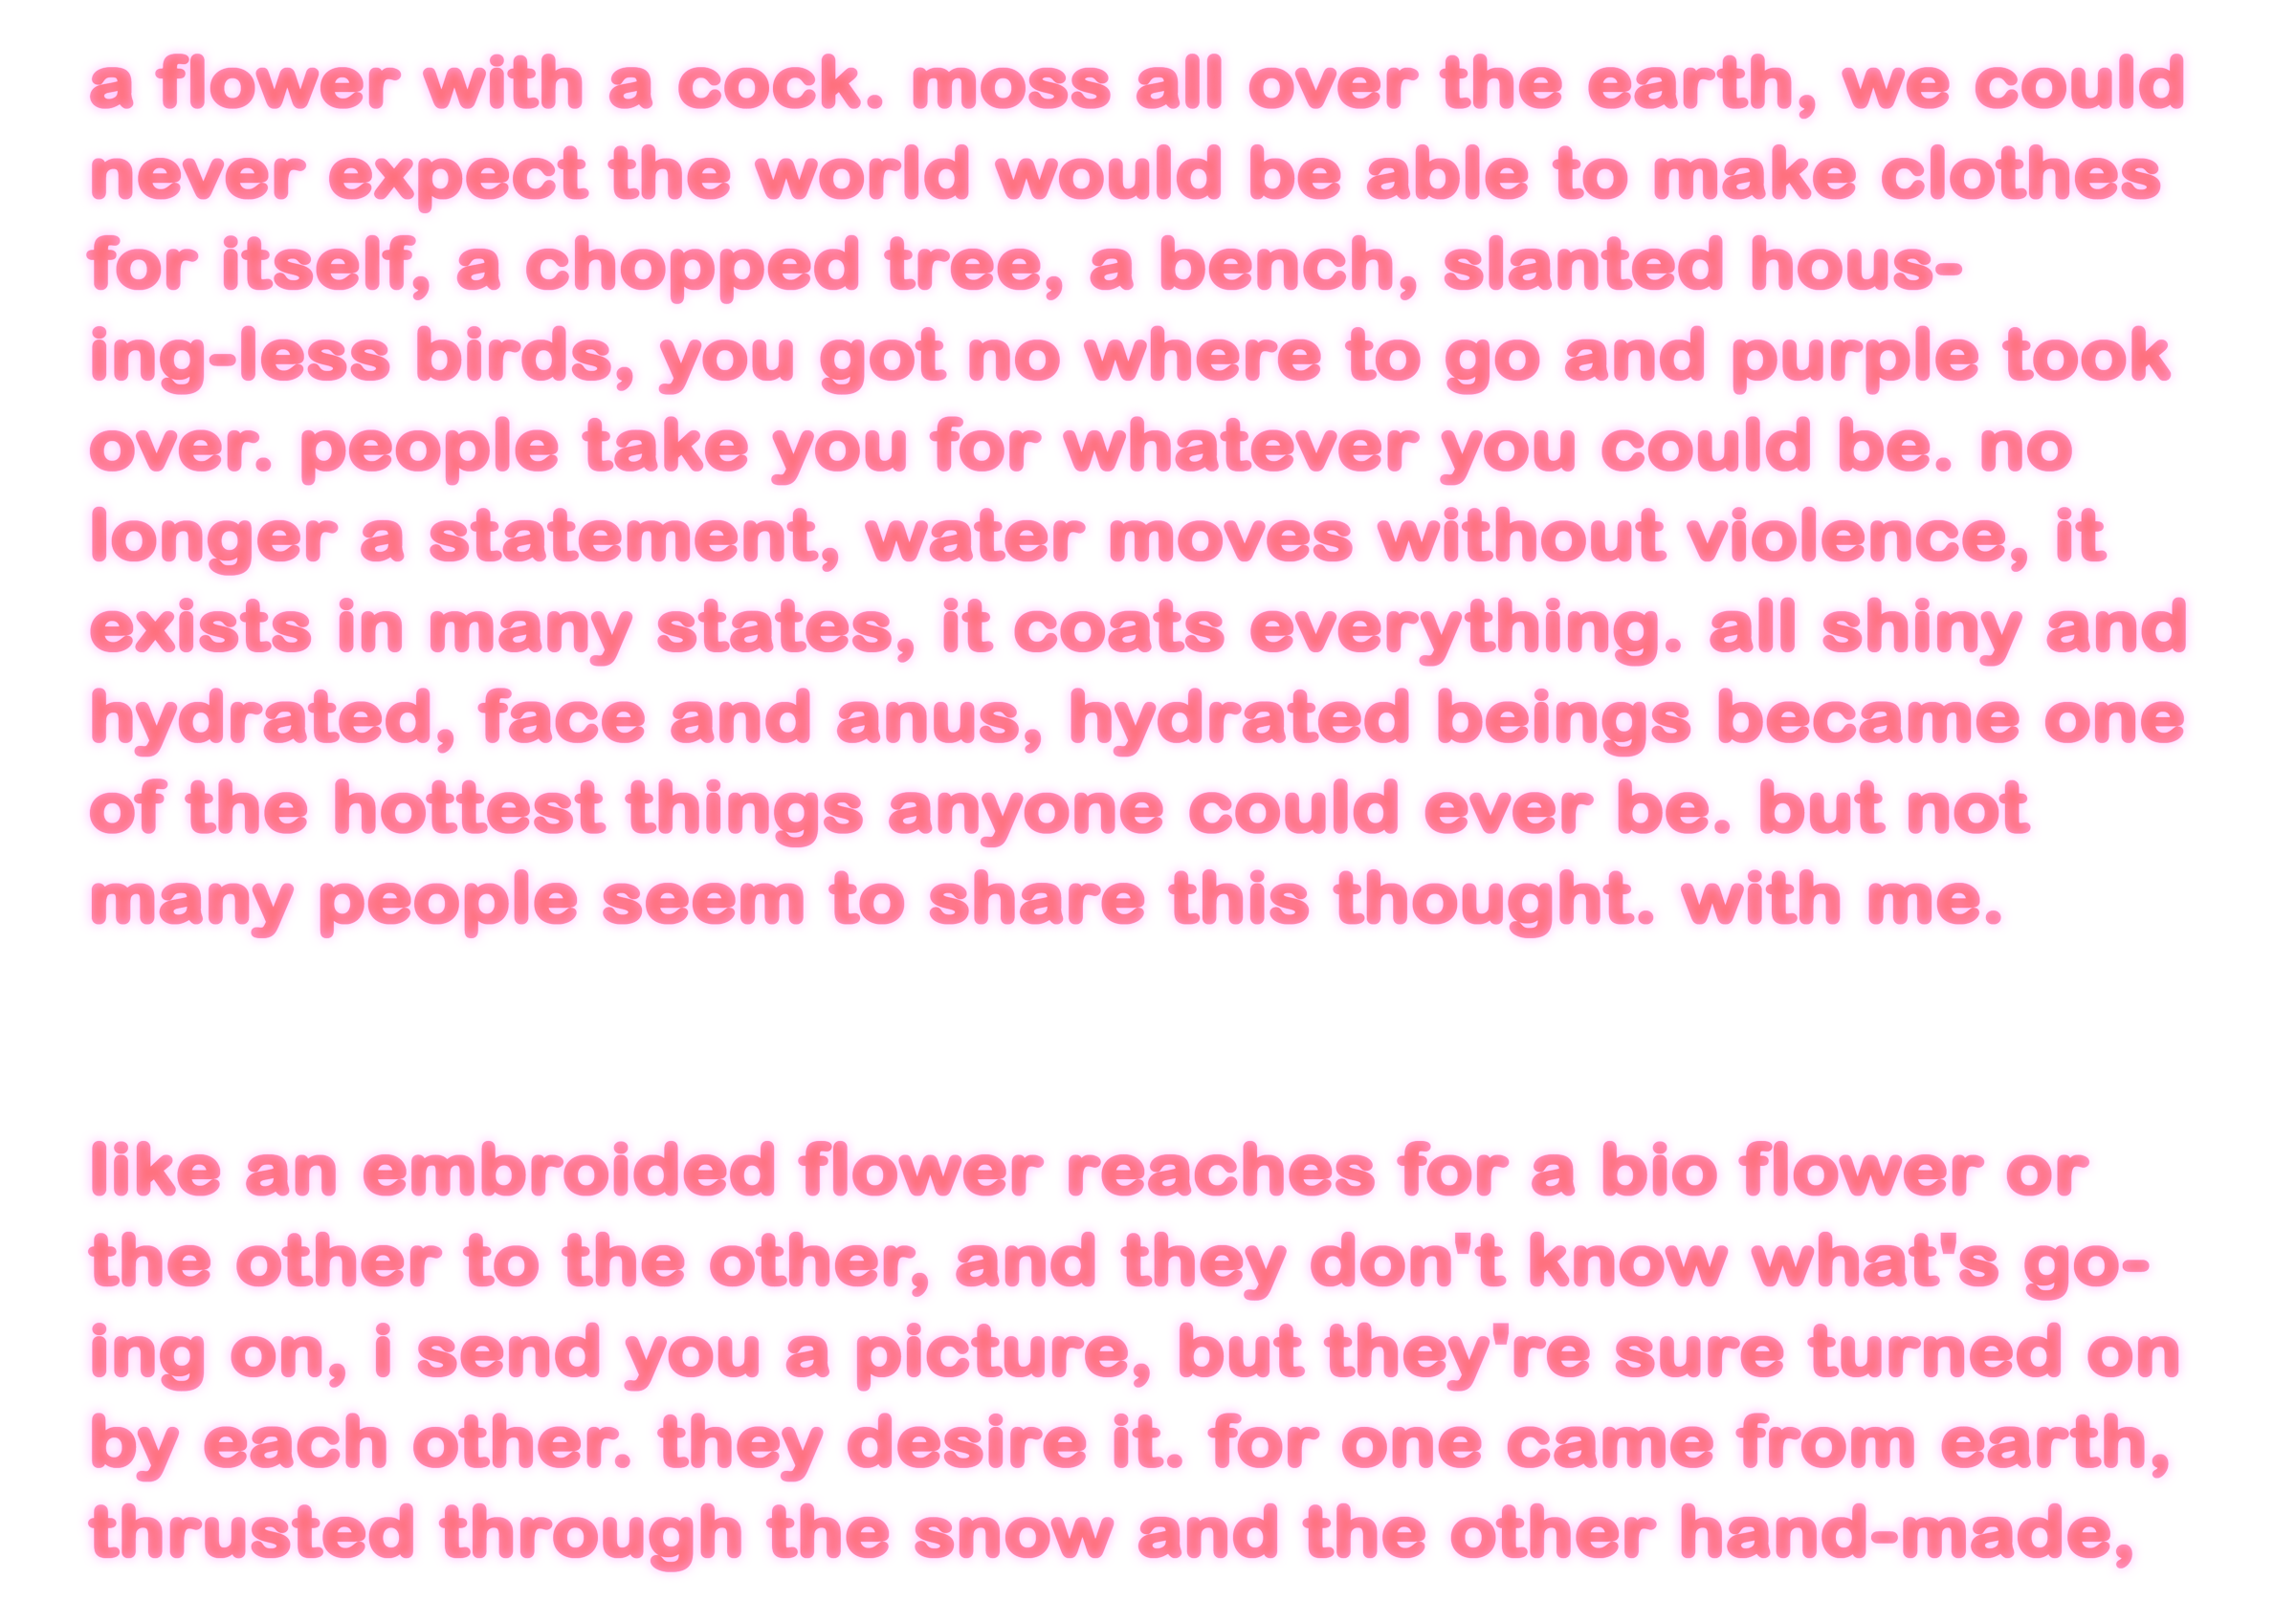 a flower with a cock. moss all over the earth, we could
never expect the world would be able to make clothes
for itself, a chopped tree, a bench, slanted hous-
ing-less birds, you got no where to go and purple took
over. people take you for whatever you could be. no
longer a statement, water moves without violence, it
exists in many states, it coats everything. all shiny and
hydrated, face and anus, hydrated beings became one
of the hottest things anyone could ever be. but not
many people seem to share this thought. with me.
like an embroided flower reaches for a bio flower or
the other to the other, and they don't know what's go-
ing on, i send you a picture, but they're sure turned on
by each other. they desire it. for one came from earth,
thrusted through the snow and the other hand-made,